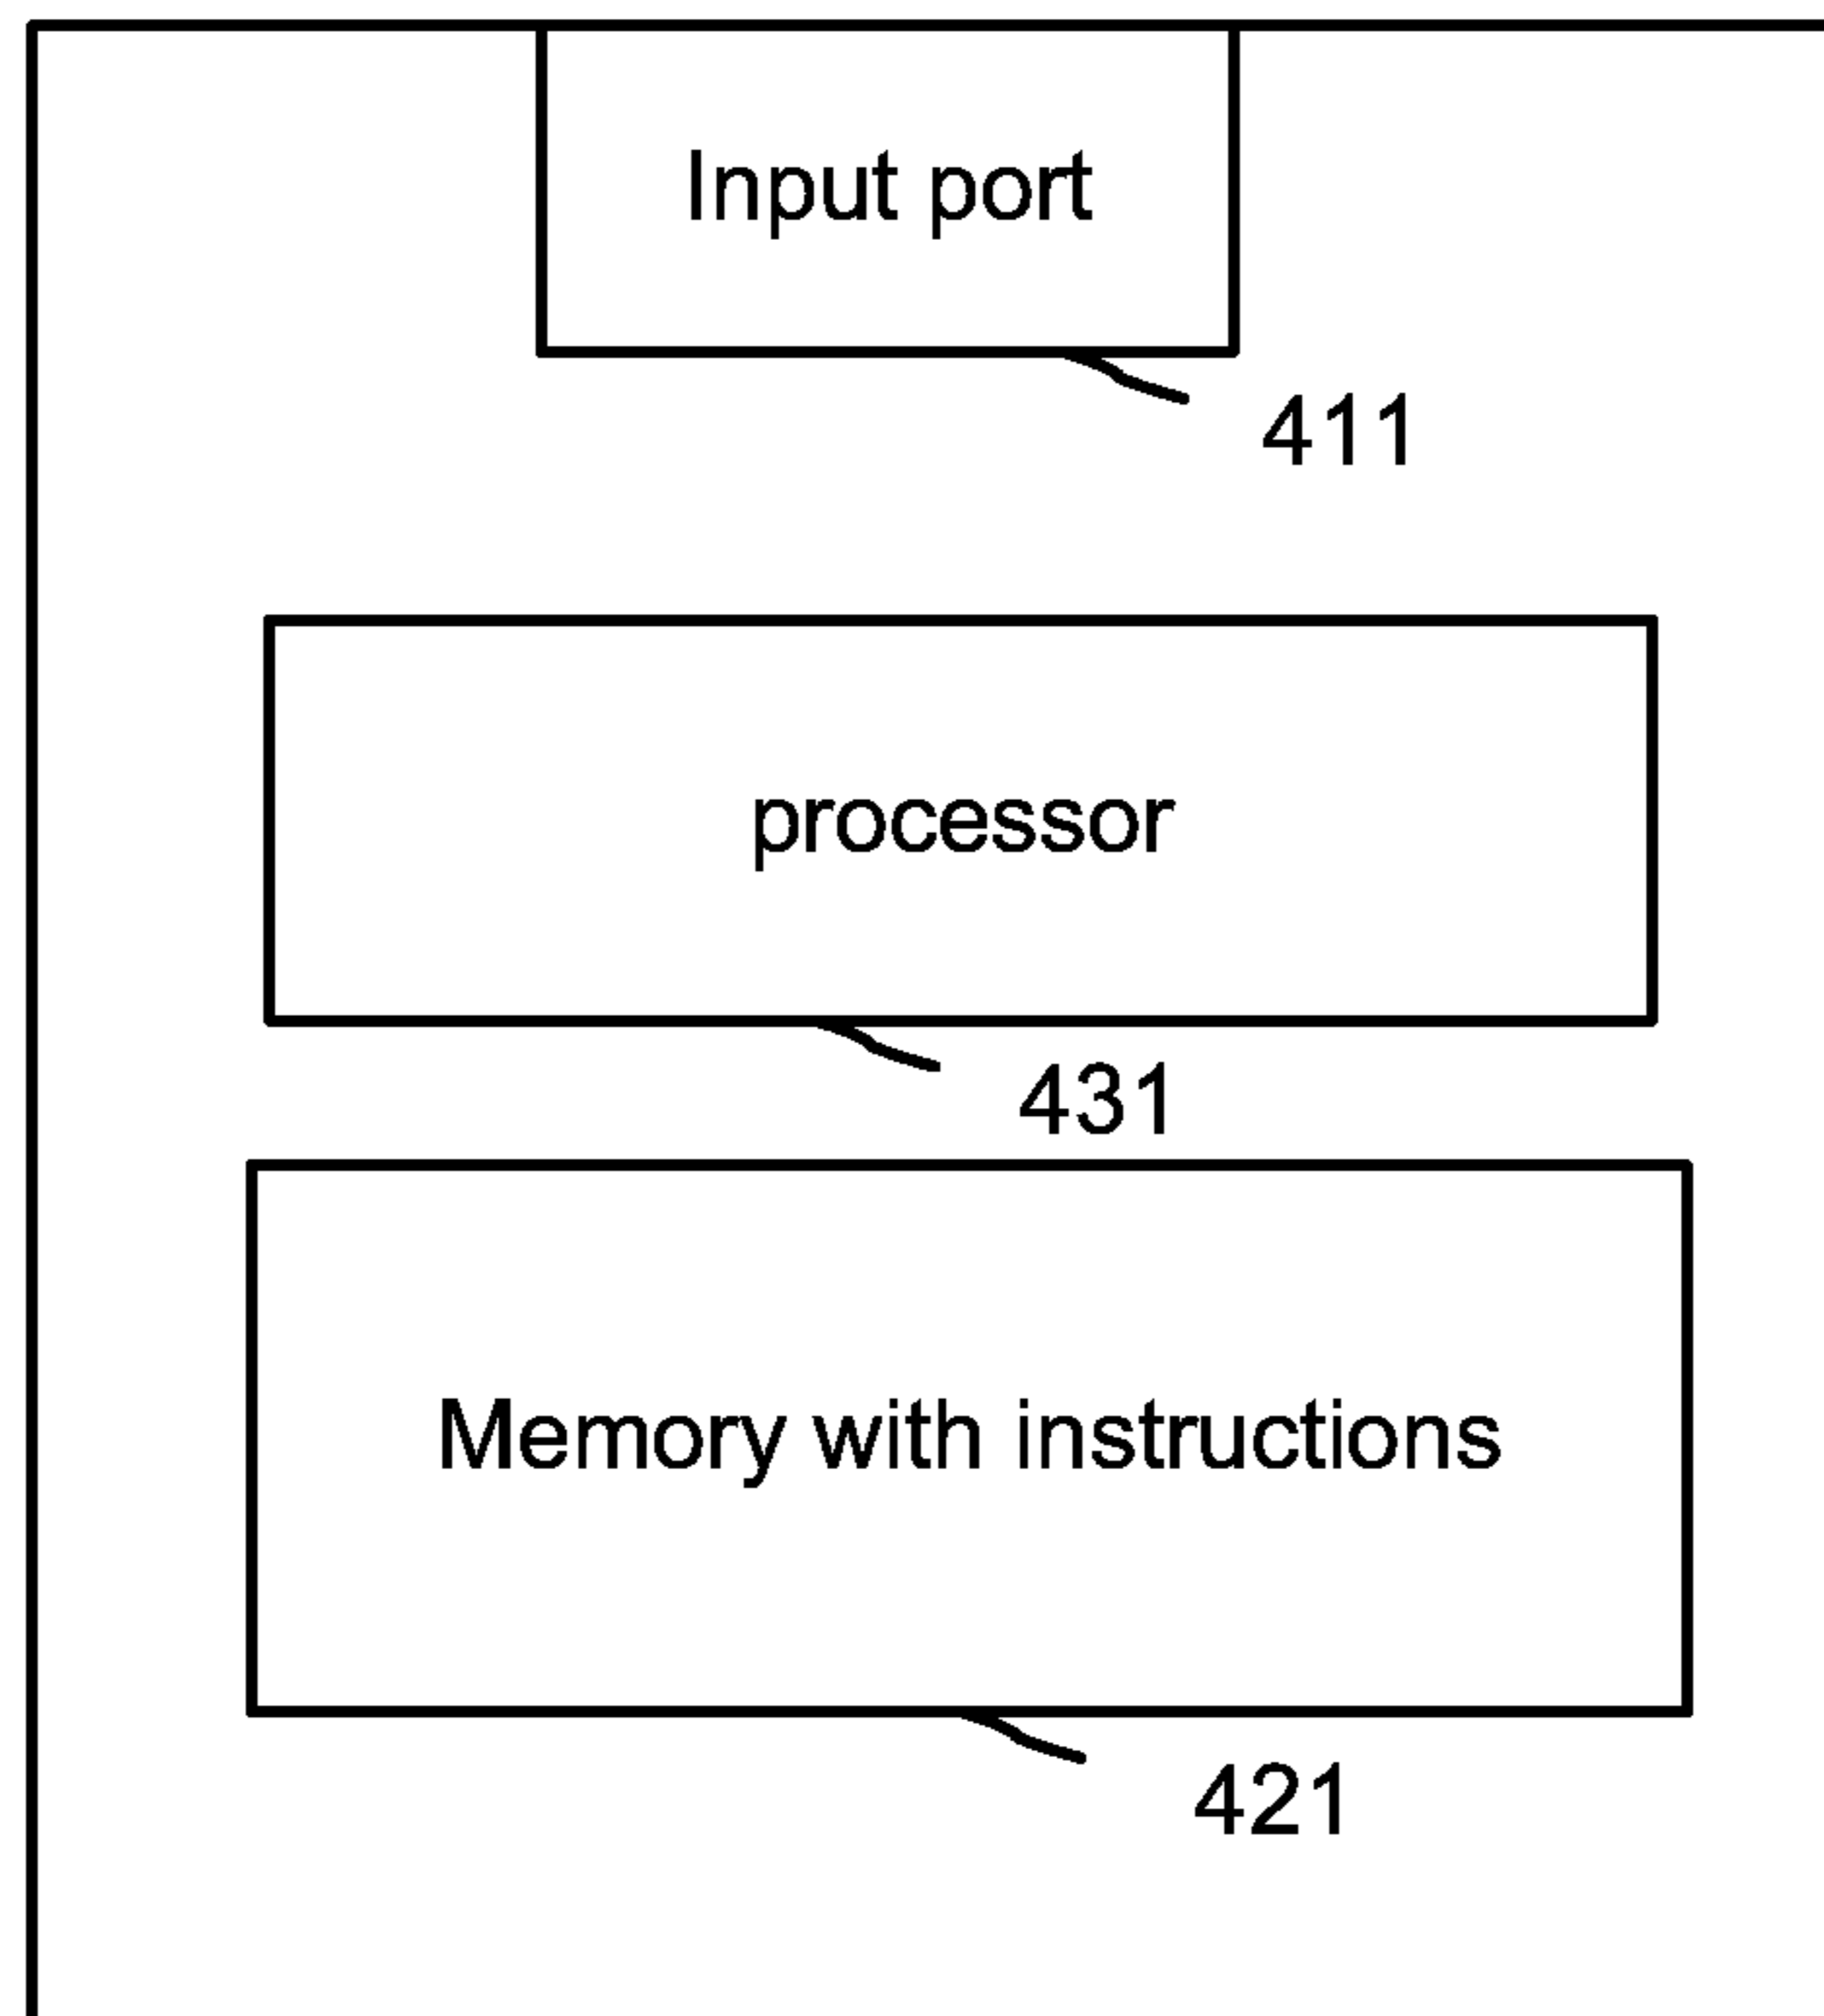 Input port
411
processor
431
Memory with instructions
421